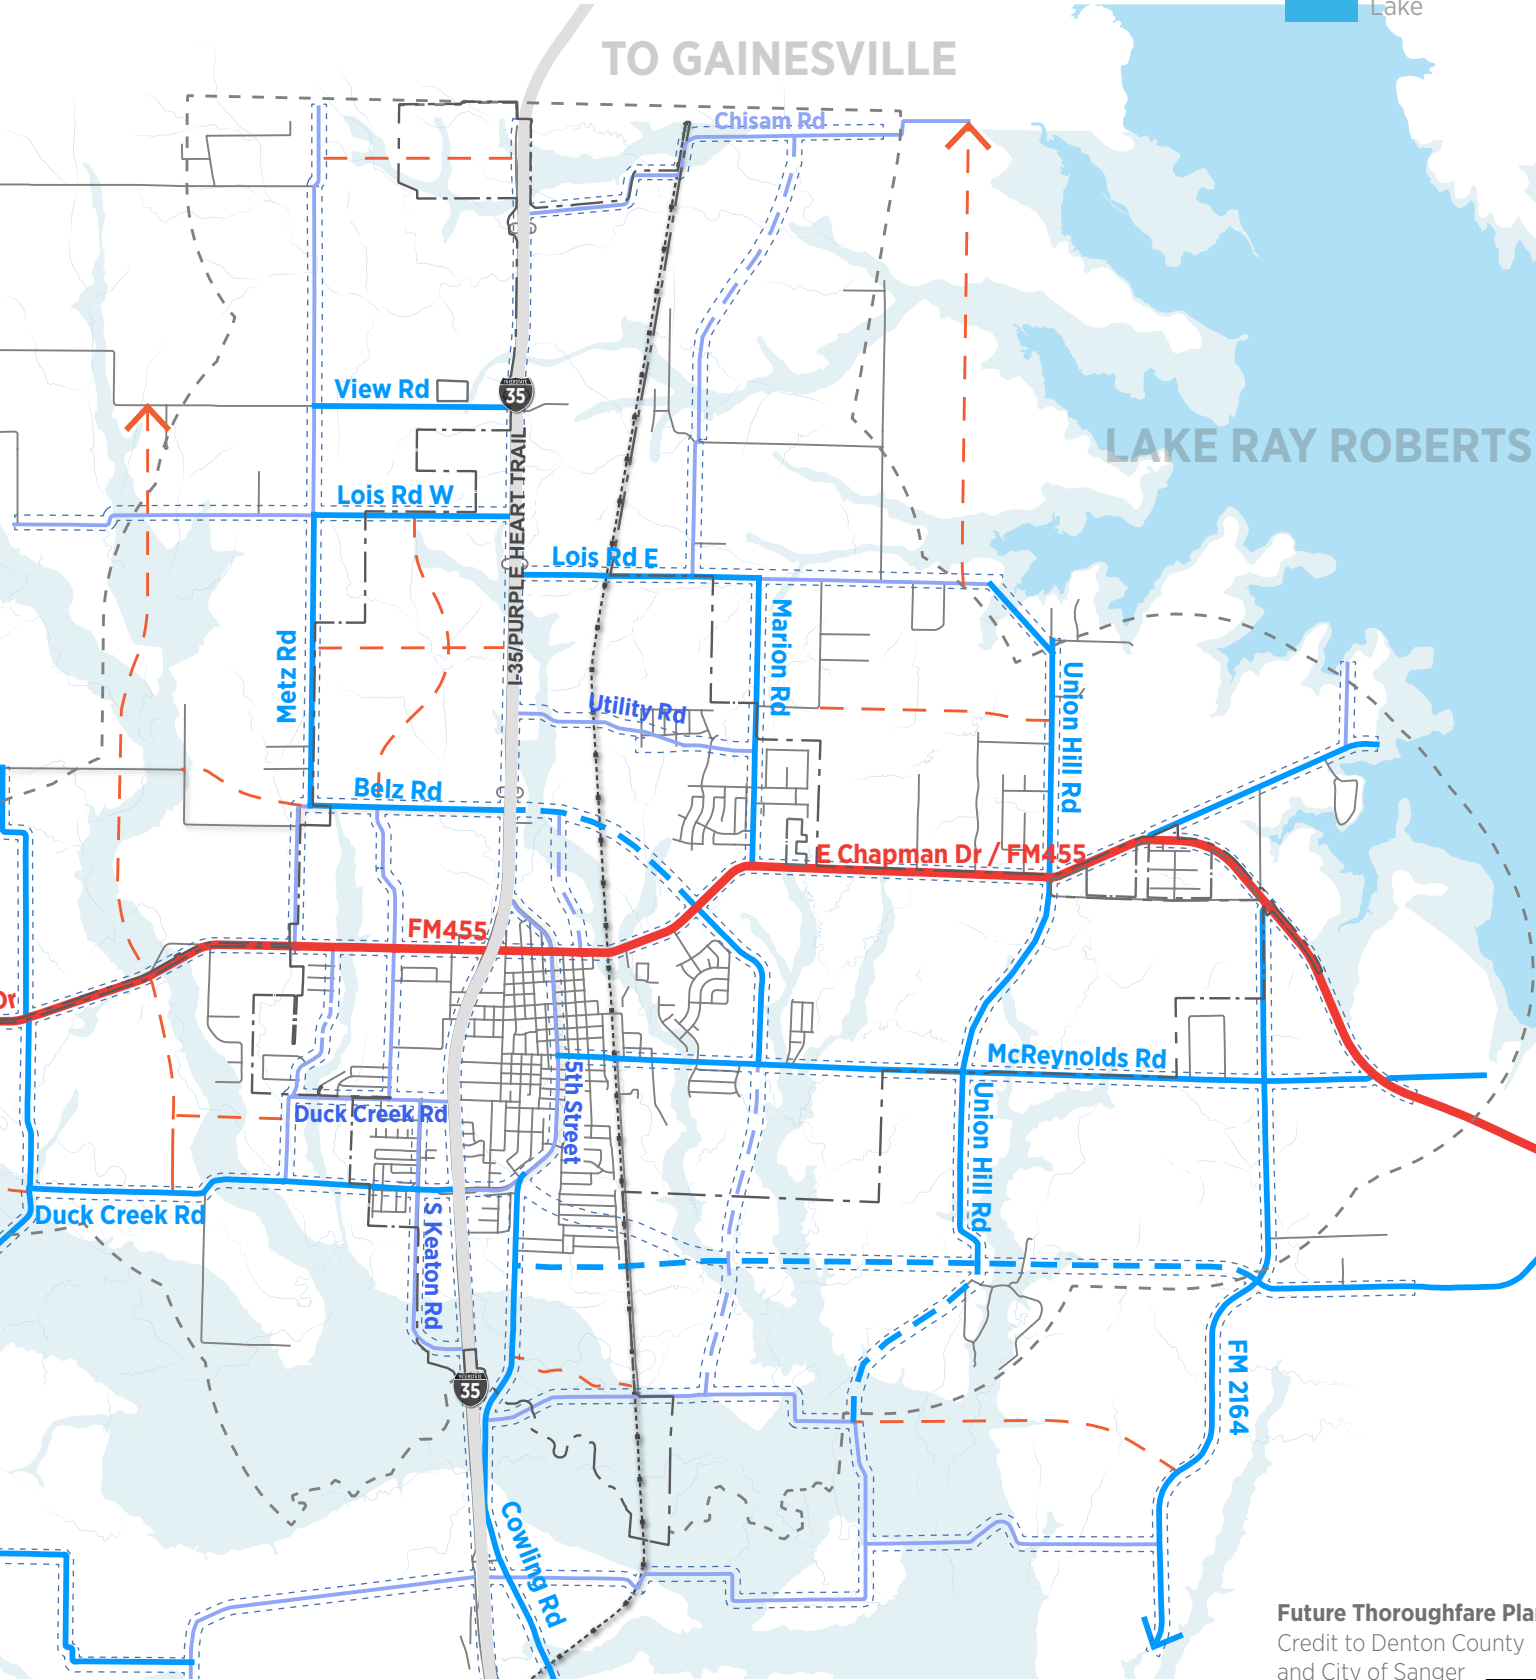 Lake
TO GAINESVILLE
Chisam Rd
View Rd
INTERSTATE
35
LAKE RAY ROBERTS
Lois Rd W
I-35/PURPLE HEART TRAIL
Lois Rd E
Metz Rd
Marion Rd
Utility Rd
Union Hill Rd
Belz Rd
E Chapman Dr / FM455
FM455
Dr
McReynolds Rd
5th Street
Duck Creek Rd
Union Hill Rd
Duck Creek Rd
S Keaton Rd
FM 2164
INTERSTATE
35
Cowling Rd
Future Thoroughfare Pla
Credit to Denton County
and City of Sanger